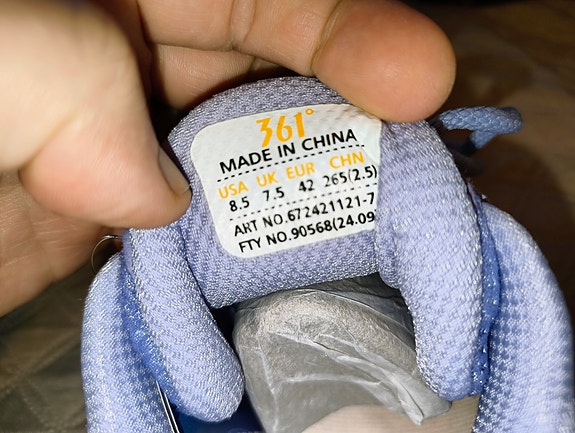 361°
MADE IN CHINA
USA UK EUR CHN
8.5 7.5 42 265(2.5)
ART NO.672421121-7
FTY NO.90568(24.09